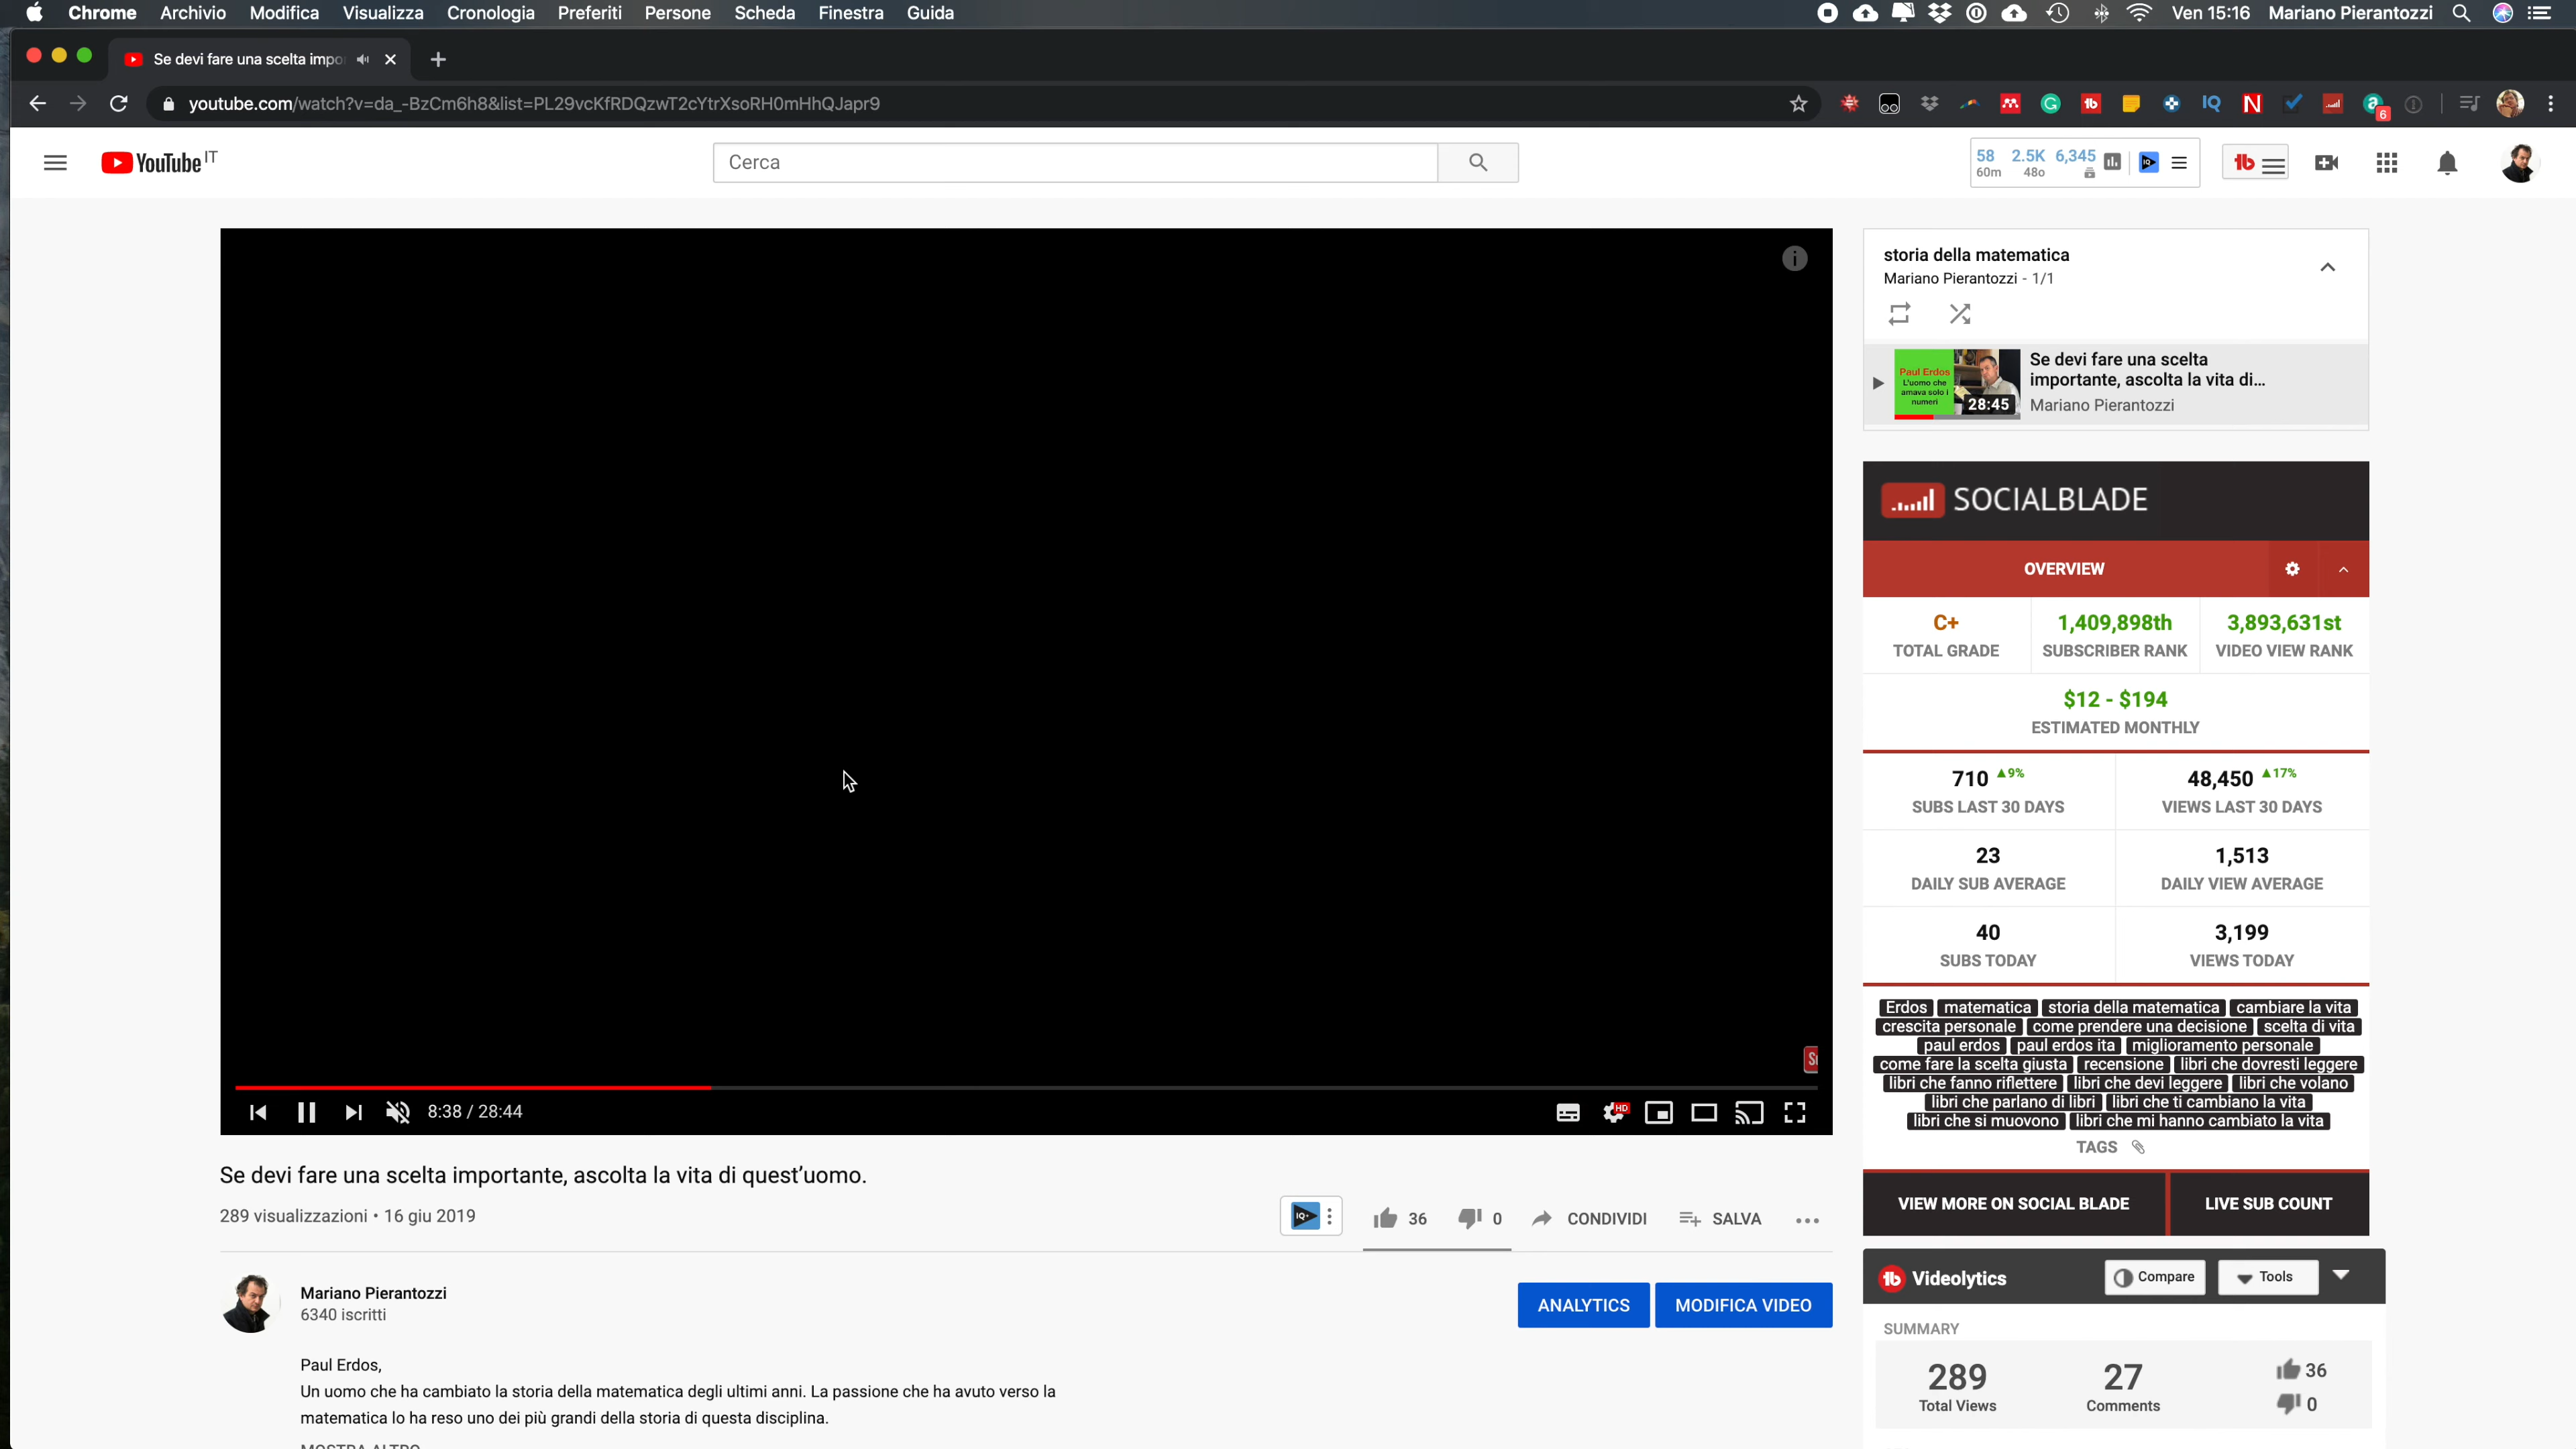 Chrome Archivio Modifica Visualizza Cronologia Preferiti Persone Scheda Finestra Guida
Ven 15:16 Mariano Pierantozzi
Se devi fare una scelta impo
youtube.com/watch?v=da_-BzCm6h8&list=PL29vcKfRDQzwT2cYtrXsoRH0mHhQJapr9
6
YouTube IT
Cerca
58 2.5K 6,345
60m 48o
storia della matematica
Mariano Pierantozzi - 1/1
Paul Erdos
L'uomo che
amava solo i
numeri
28:45
Se devi fare una scelta
importante, ascolta la vita di...
Mariano Pierantozzi
SOCIALBLADE
OVERVIEW
C+ 1,409,898th 3,893,631st
TOTAL GRADE SUBSCRIBER RANK VIDEO VIEW RANK
$12 - $194
ESTIMATED MONTHLY
710 ▲9% 48,450 ▲17%
SUBS LAST 30 DAYS VIEWS LAST 30 DAYS
23 1,513
DAILY SUB AVERAGE DAILY VIEW AVERAGE
40 3,199
SUBS TODAY VIEWS TODAY
Erdos matematica storia della matematica cambiare la vita
crescita personale come prendere una decisione scelta di vita
paul erdos paul erdos ita miglioramento personale
come fare la scelta giusta recensione libri che dovresti leggere
libri che fanno riflettere libri che devi leggere libri che volano
libri che parlano di libri libri che ti cambiano la vita
libri che si muovono libri che mi hanno cambiato la vita
TAGS
VIEW MORE ON SOCIAL BLADE LIVE SUB COUNT
8:38 / 28:44
HD
Se devi fare una scelta importante, ascolta la vita di quest'uomo.
289 visualizzazioni • 16 giu 2019
IQ+ 36 0 CONDIVIDI SALVA
Mariano Pierantozzi
6340 iscritti
ANALYTICS MODIFICA VIDEO
Paul Erdos,
Un uomo che ha cambiato la storia della matematica degli ultimi anni. La passione che ha avuto verso la
matematica lo ha reso uno dei più grandi della storia di questa disciplina.
MOSTRA ALTRO
Videolytics Compare Tools
SUMMARY
289 27 36
Total Views Comments 0